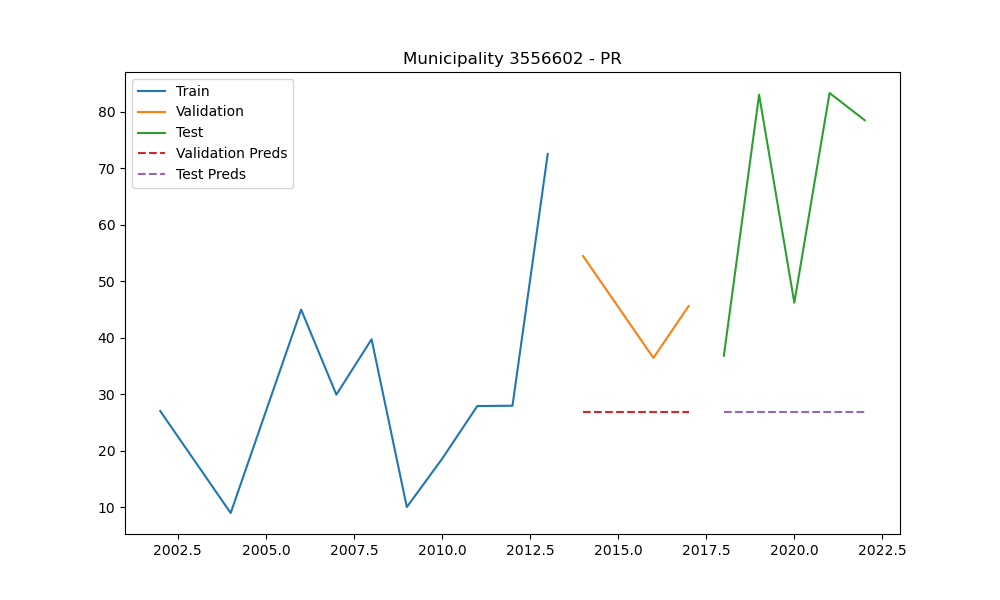 Municipality 3556602 - PR
Train
Validation
Test
Validation Preds
Test Preds
80
70
60
50
40
30
20
10
2002.5 2005.0 2007.5 2010.0 2012.5 2015.0 2017.5 2020.0 2022.5